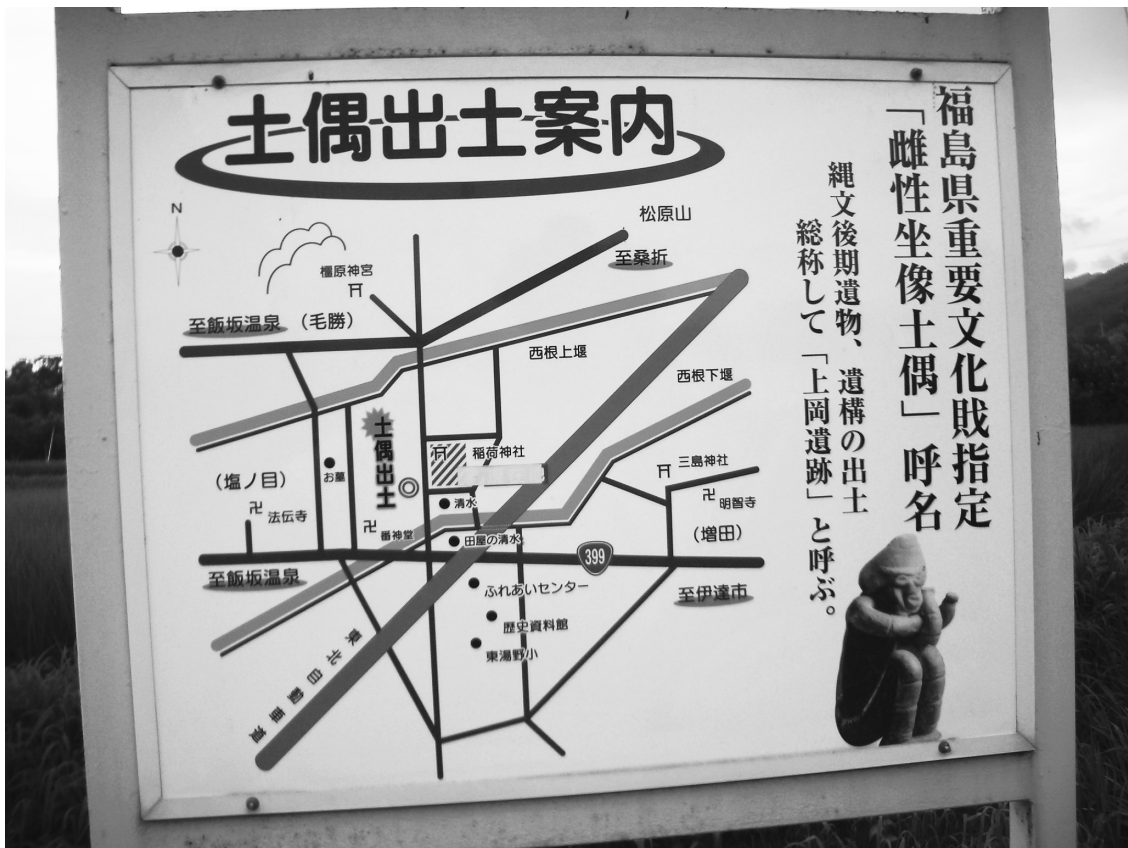 土偶出土案内
福島県重要文化財指定
「雌性坐像土偶」呼名
縄文後期遺物、遺構の出土
総称して「上岡遺跡」と呼ぶ。
N
松原山
至桑折
橿原神宮
至飯坂温泉
（毛勝）
西根上堰
西根下堰
土偶出土
稲荷神社
三島神社
お墓
（塩ノ目）
清水
明智寺
法伝寺
番神堂
田屋の清水
（増田）
399
至飯坂温泉
至伊達市
ふれあいセンター
歴史資料館
東湯野小
東北自動車道